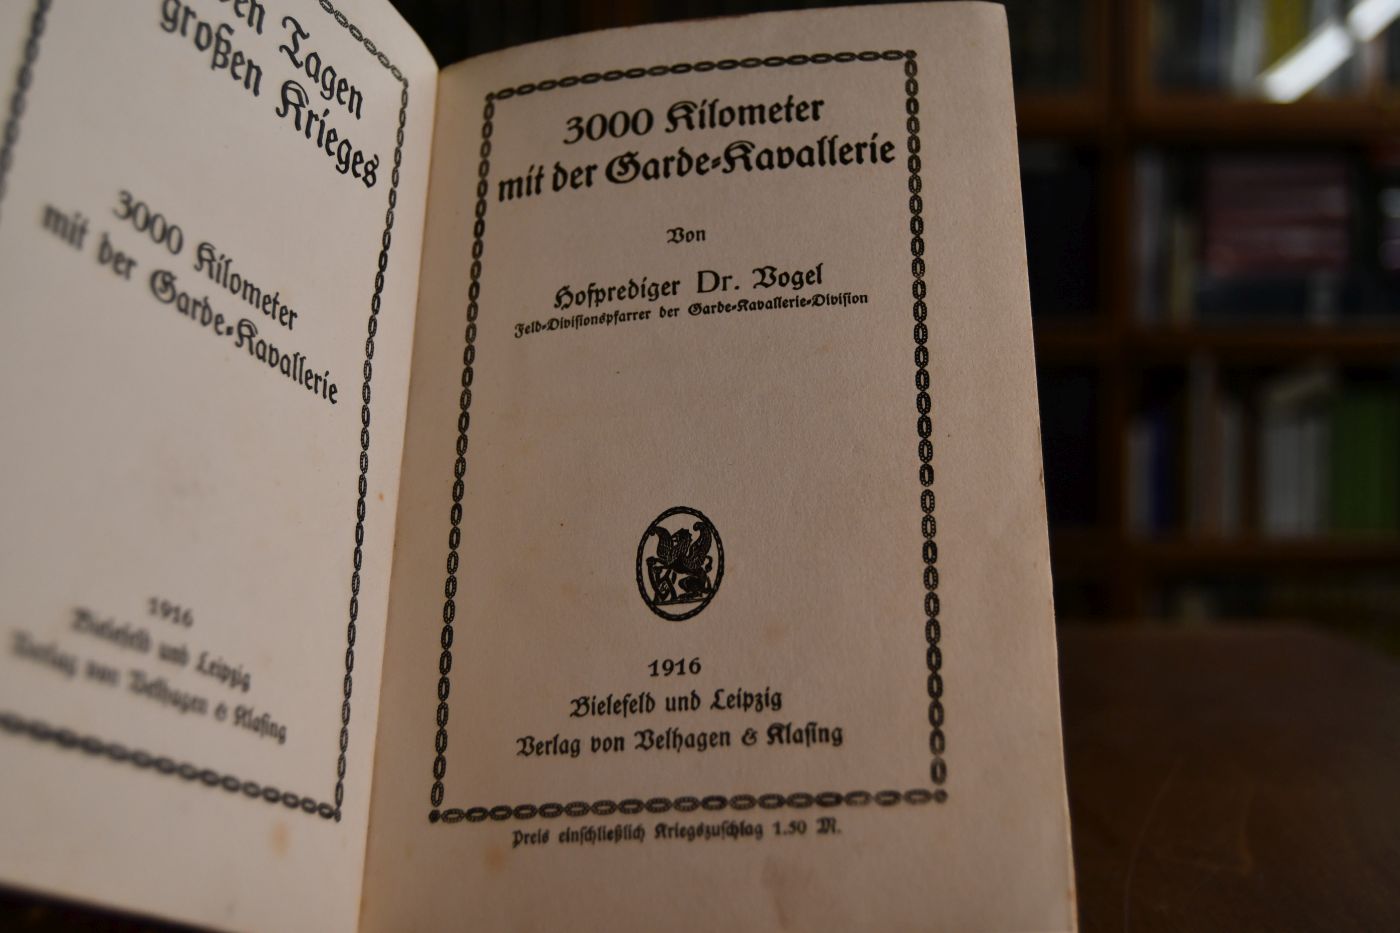 den Tagen
großen Krieges
3000 Kilometer
mit der Garde-Kavallerie
1916
Bielefeld und Leipzig
Verlag von Velhagen & Klasing
3000 Kilometer
mit der Garde-Kavallerie
Von
Hofprediger Dr. Vogel
Feld-Divisionspfarrer der Garde-Kavallerie-Division
1916
Bielefeld und Leipzig
Verlag von Velhagen & Klasing
Preis einschließlich Kriegszuschlag 1.50 M.